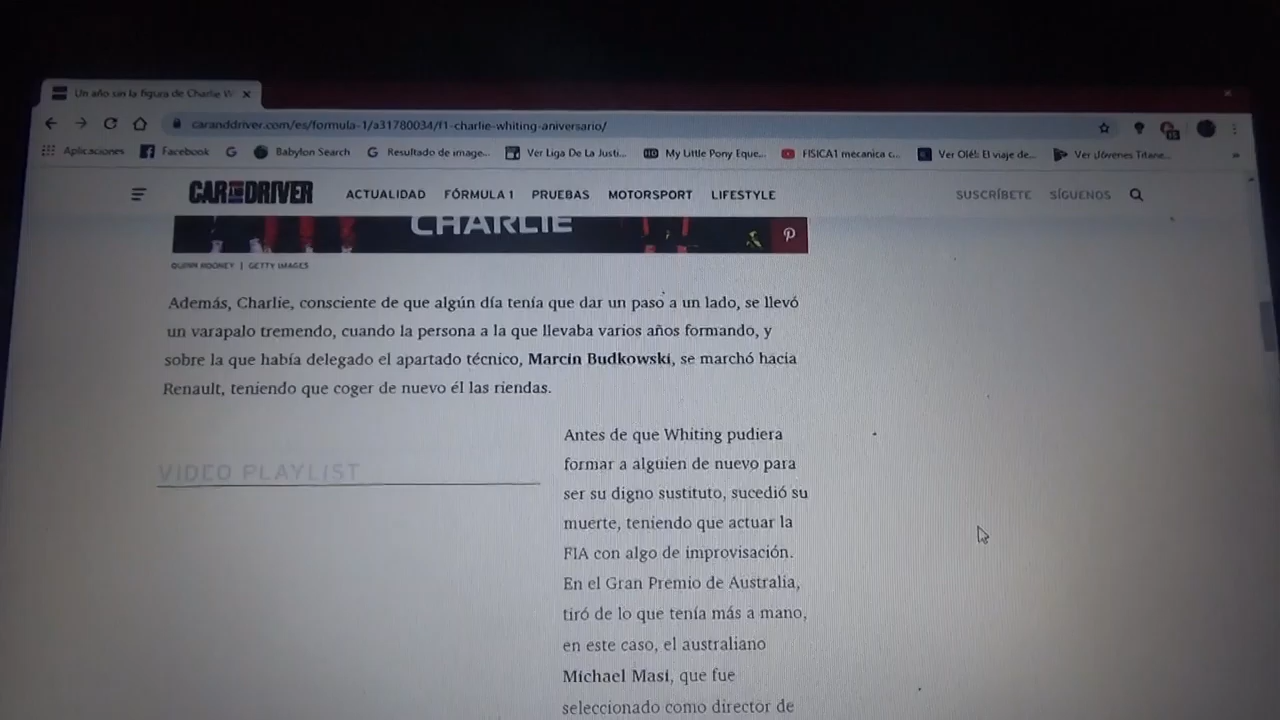 Un año sin la figura de Charlie W
caranddriver.com/es/formula-1/a31780034/f1-charlie-whiting-aniversario/
Aplicaciones
Facebook
Babylon Search
Resultado de image...
Ver Liga De La Justi...
My Little Pony Eque...
FISICA1 mecanica c...
Ver Olé!: El viaje de...
Ver Jóvenes Titane...
CAR AND DRIVER
ACTUALIDAD FÓRMULA 1 PRUEBAS MOTORSPORT LIFESTYLE
SUSCRÍBETE SÍGUENOS
CHARLIE
QUINN ROONEY | GETTY IMAGES
Además, Charlie, consciente de que algún día tenía que dar un paso a un lado, se llevó
un varapalo tremendo, cuando la persona a la que llevaba varios años formando, y
sobre la que había delegado el apartado técnico, Marcin Budkowski, se marchó hacia
Renault, teniendo que coger de nuevo él las riendas.
VIDEO PLAYLIST
Antes de que Whiting pudiera
formar a alguien de nuevo para
ser su digno sustituto, sucedió su
muerte, teniendo que actuar la
FIA con algo de improvisación.
En el Gran Premio de Australia,
tiró de lo que tenía más a mano,
en este caso, el australiano
Michael Masi, que fue
seleccionado como director de